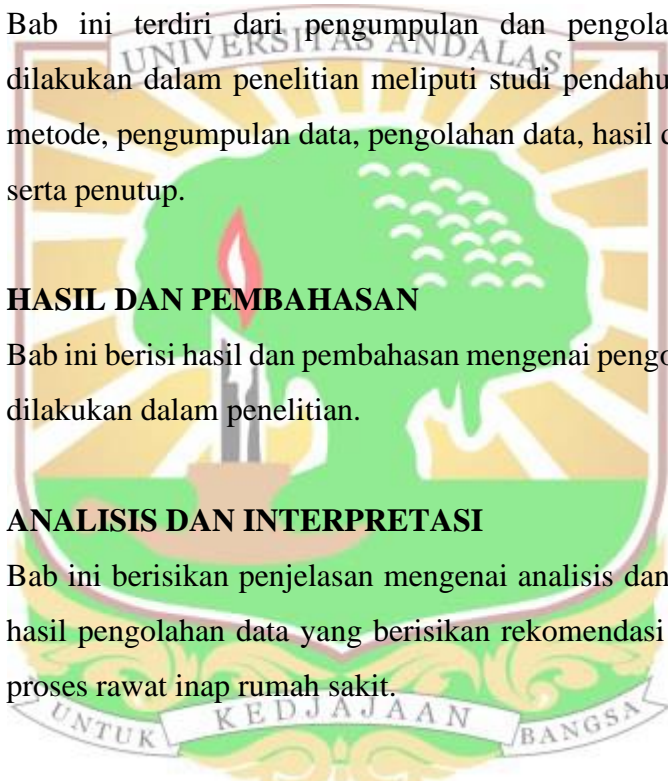 Bab ini terdiri dari pengumpulan dan
UNIVERSITAS ANDALAS
dilakukan dalam penelitian meliputi studi
metode, pengumpulan data, pengolahan data, hasil
serta penutup.
HASIL DAN PEMBAHASAN
Bab ini berisi hasil dan pembahasan mengenai
dilakukan dalam penelitian.
ANALISIS DAN INTERPRETASI
Bab ini berisikan penjelasan mengenai analisis dan
hasil pengolahan data yang berisikan rekomendasi
proses rawat inap rumah sakit.
UNTUK KEDJAJAAN BANGSA